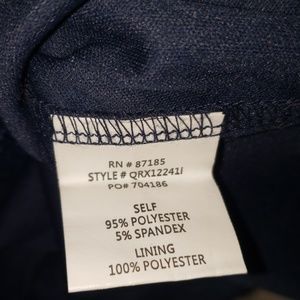 RN # 87185
STYLE # QRX12241I
PO# 704186
SELF
95% POLYESTER
5% SPANDEX
LINING
100% POLYESTER